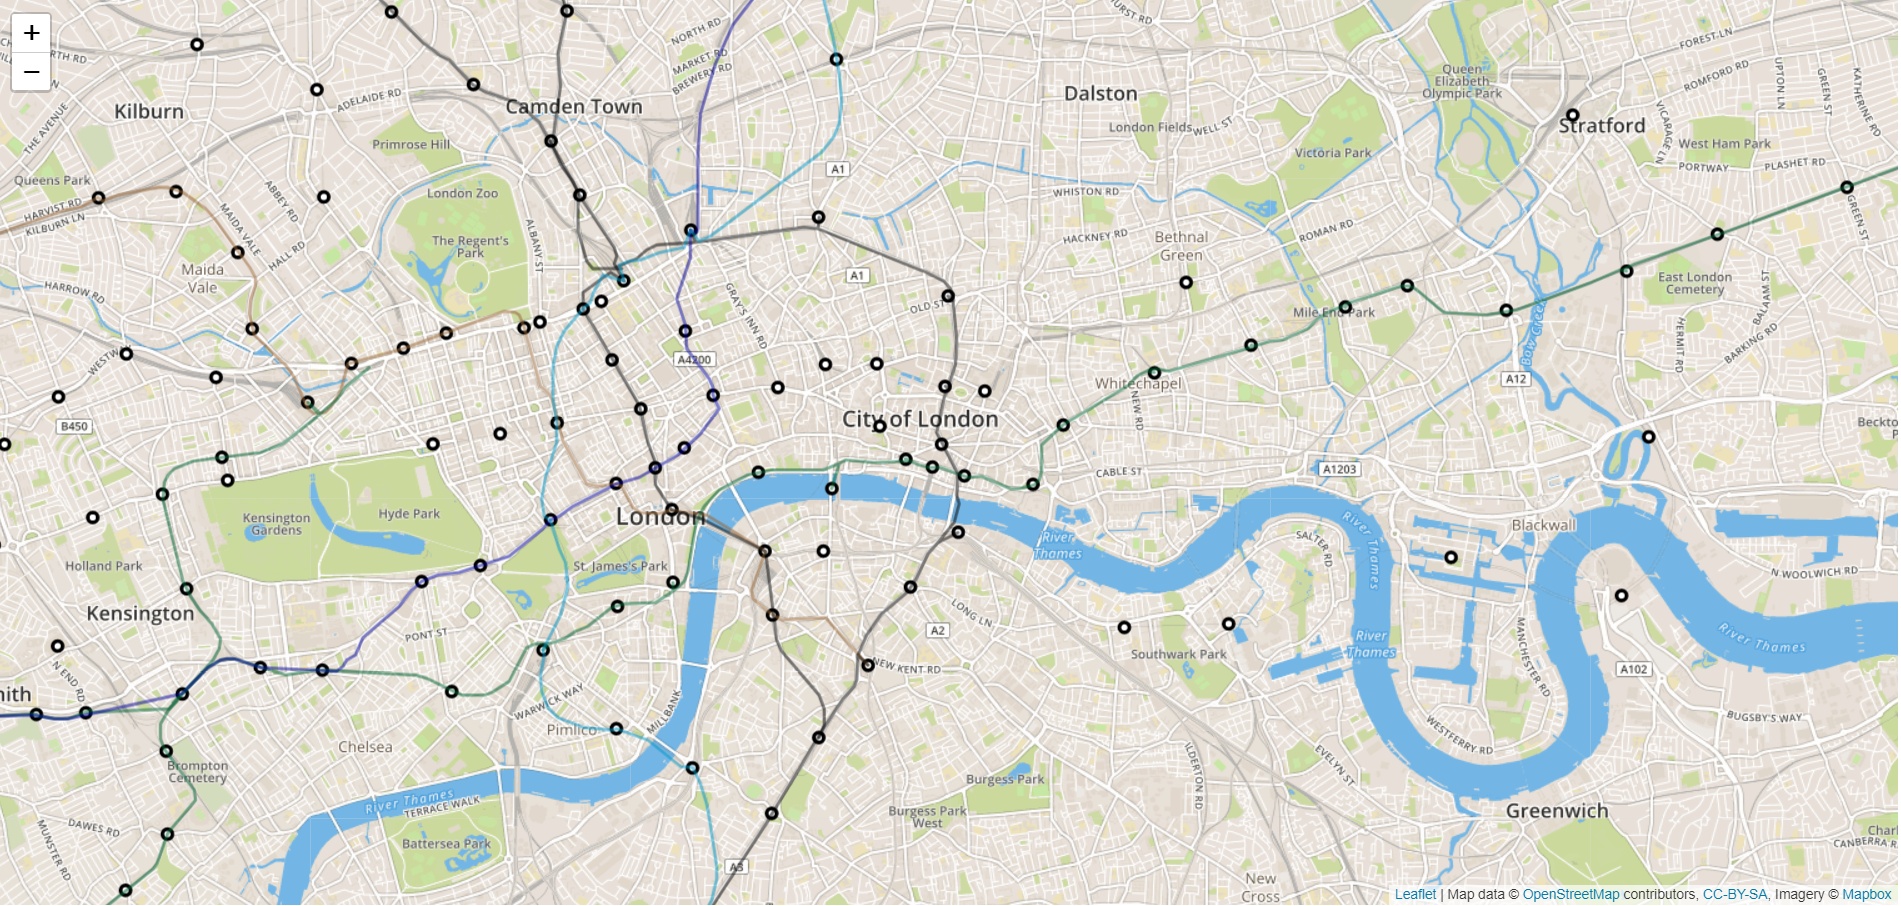 +
−
NORTH RD
MARKET RD
BREWERY RD
FOREST LN
ROMFORD RD
UPTON LN
GREEN ST
KATHERINE RD
Queen
Elizabeth
Olympic Park
Dalston
Kilburn
ADELAIDE RD
Camden Town
THE AVENUE
London Fields
WELL ST
Stratford
VICARAGE LN
West Ham Park
PORTWAY
PLASHET RD
Primrose Hill
Victoria Park
A1
Queens Park
ABBEY RD
London Zoo
WHISTON RD
HARVIST RD
KILBURN LN
MAIDA VALE
HALL RD
ALBANY ST
The Regent's
Park
HACKNEY RD
Bethnal
Green
ROMAN RD
GREEN ST
Maida
Vale
A1
HARROW RD
GRAY'S INN RD
OLD ST
East London
Cemetery
BALAAM ST
Mile End Park
Bow Creek
HERMIT RD
BARKING RD
WESTWAY
A4200
Whitechapel
NEW RD
A12
B450
City of London
CABLE ST
A1203
Kensington
Gardens
Hyde Park
London
River
Thames
SALTER RD
River Thames
Blackwall
Holland Park
St. James's Park
N WOOLWICH RD
Kensington
LONG LN
PONT ST
A2
River
Thames
MANCHESTER RD
River Thames
N END RD
NEW KENT RD
Southwark Park
A102
nith
WARWICK WAY
MILLBANK
Pimlico
BUGSBY'S WAY
Chelsea
WESTFERRY RD
Brompton
Cemetery
ILDERTON RD
EVELYN ST
Burgess Park
River Thames
TERRACE WALK
Burgess Park
West
Greenwich
DAWES RD
MUNSTER RD
Battersea Park
A3
CANBERRA R
New
Cross
Leaflet | Map data © OpenStreetMap contributors, CC-BY-SA, Imagery © Mapbox